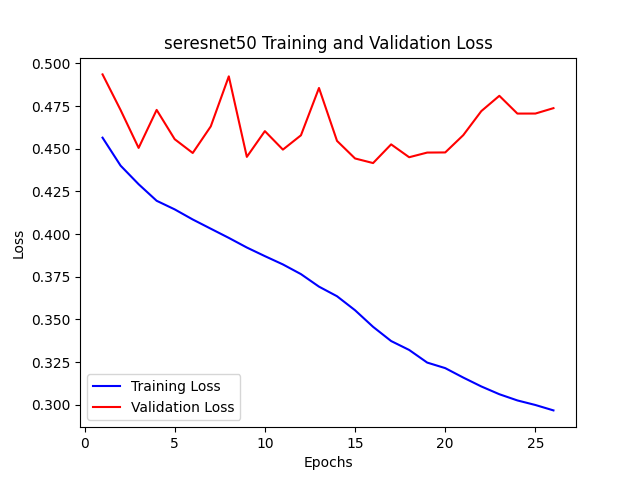 seresnet50 Training and Validation Loss
0.500
0.475
0.450
0.425
0.400
0.375
0.350
0.325
0.300
Loss
Training Loss
Validation Loss
0 5 10 15 20 25
Epochs